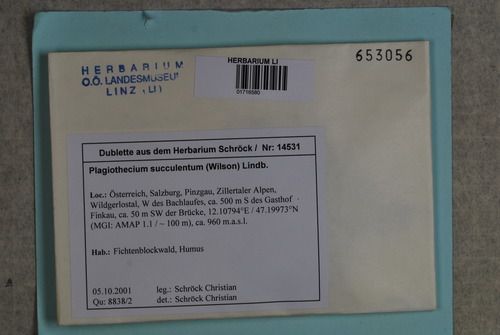 HERBARIUM
O.Ö. LANDESMUSEUM
LINZ (LI)
HERBARIUM LI
01716580
653056
Dublette aus dem Herbarium Schröck / Nr: 14531
Plagiothecium succulentum (Wilson) Lindb.
Loc.: Österreich, Salzburg, Pinzgau, Zillertaler Alpen,
Wildgerlostal, W des Bachlaufes, ca. 500 m S des Gasthof
Finkau, ca. 50 m SW der Brücke, 12.10794°E / 47.19973°N
(MGI: AMAP 1.1 / ~ 100 m), ca. 960 m.a.s.l.
Hab.: Fichtenblockwald, Humus
05.10.2001 leg.: Schröck Christian
Qu: 8838/2 det.: Schröck Christian